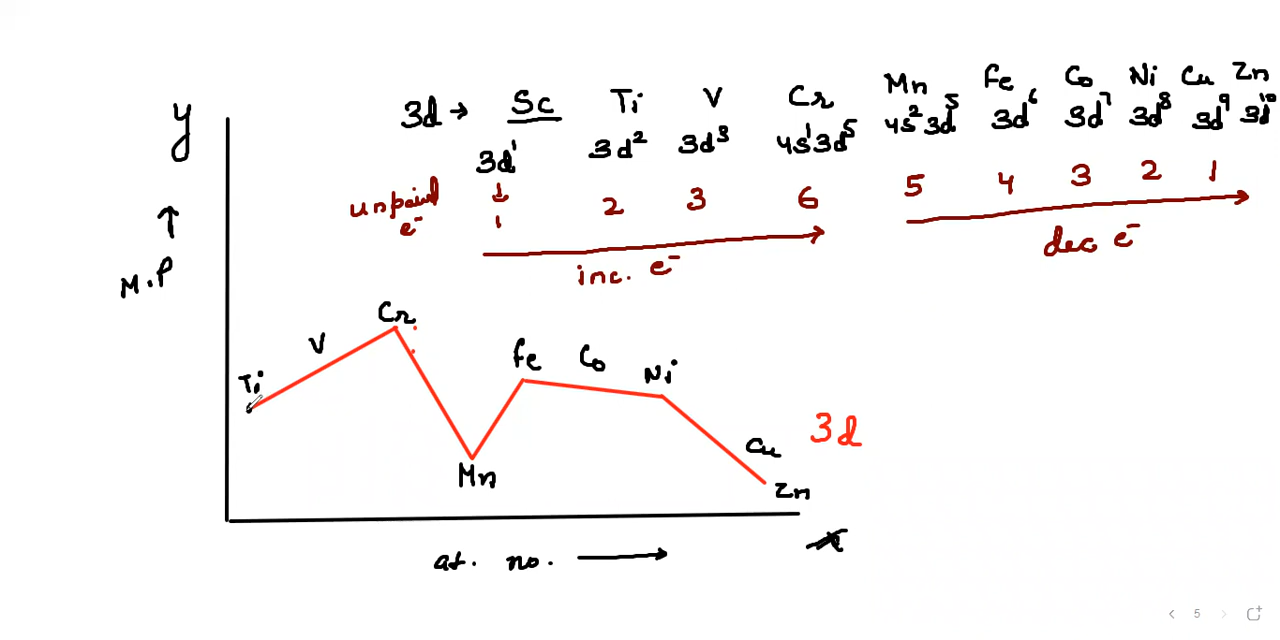 3d → Sc Ti V Cr Mn Fe Co Ni Cu Zn
3d¹ 3d² 3d³ 4s¹3d⁵ 4s²3d⁵ 3d⁶ 3d⁷ 3d⁸ 3d⁹ 3d¹⁰
unpaired e⁻ 1 2 3 6 5 4 3 2 1
inc. e⁻ dec e⁻
y
↑
M.P
Cr
V
Ti
Fe Co Ni
3d
Cu
Mn
Zn
x
at. no. →
5